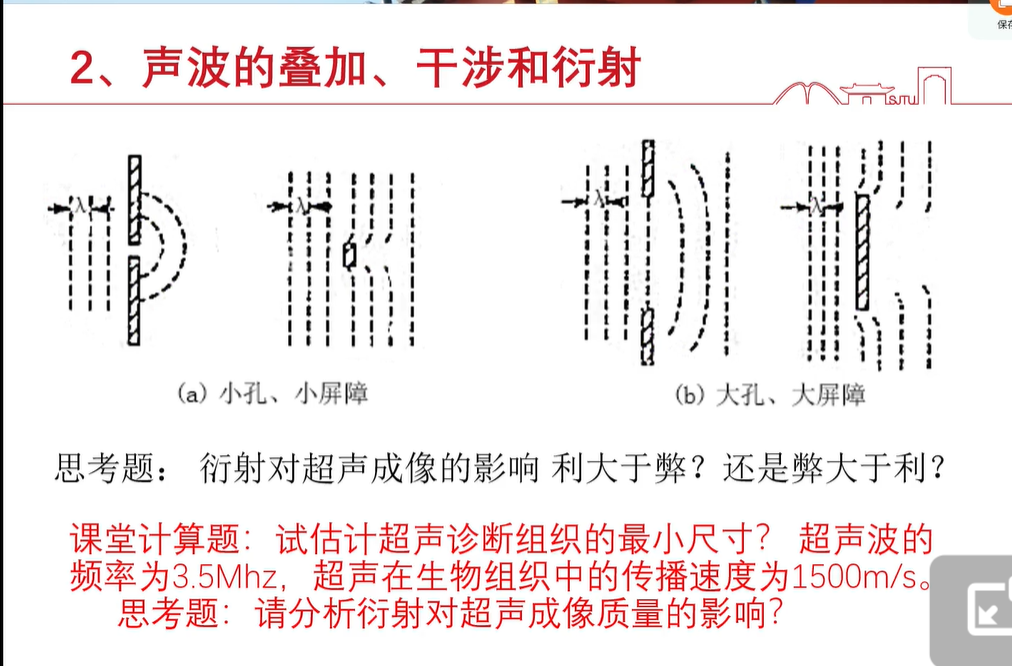 保存
2、声波的叠加、干涉和衍射
SJTU
λ λ λ λ
(a) 小孔、小屏障
(b) 大孔、大屏障
思考题： 衍射对超声成像的影响 利大于弊？还是弊大于利？
课堂计算题：试估计超声诊断组织的最小尺寸？ 超声波的
频率为3.5Mhz，超声在生物组织中的传播速度为1500m/s。
思考题：请分析衍射对超声成像质量的影响？